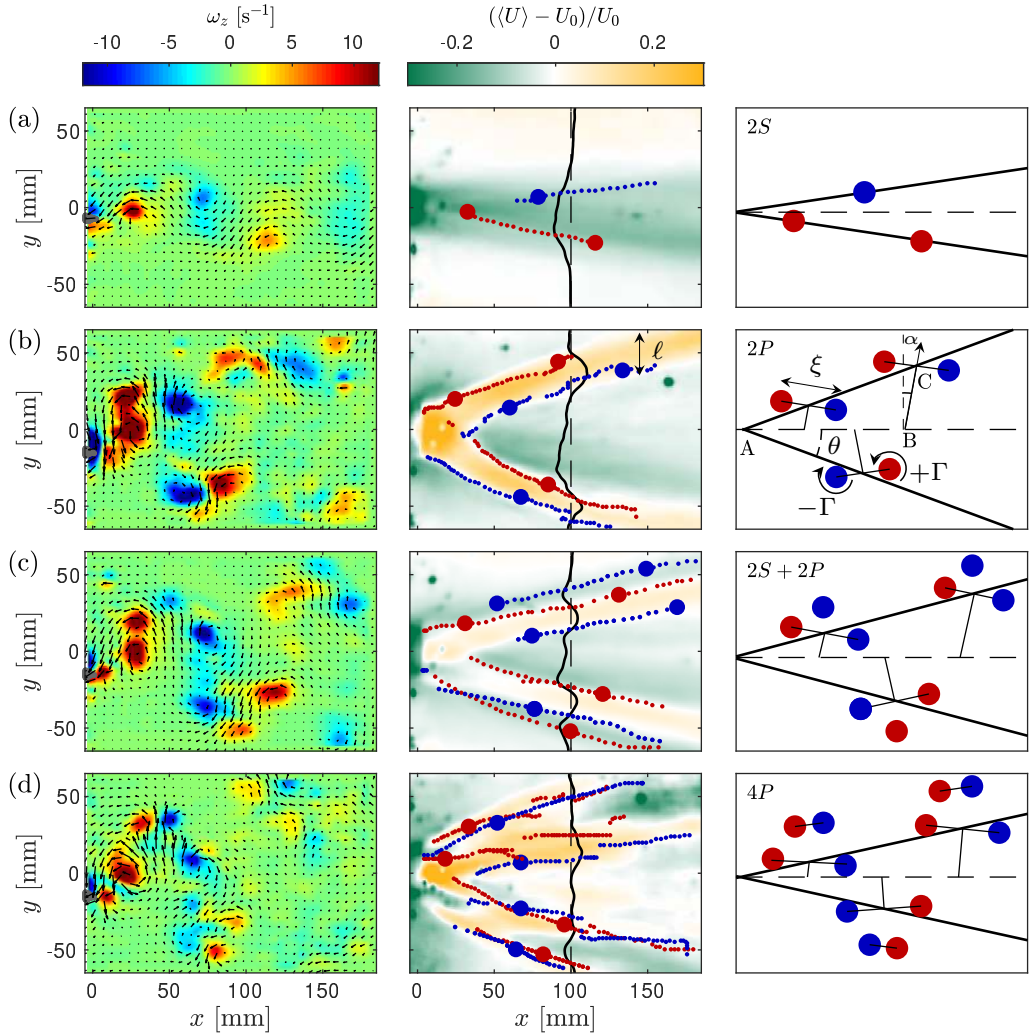 ω_z [s⁻¹]
(⟨U⟩ − U₀)/U₀
-10 -5 0 5 10
-0.2 0 0.2
(a)
50
0
-50
y [mm]
2S
(b)
50
0
-50
y [mm]
ℓ
2P
α
ξ
C
A
B
θ
+Γ
−Γ
(c)
50
0
-50
y [mm]
2S + 2P
(d)
50
0
-50
y [mm]
4P
0 50 100 150
0 50 100 150
x [mm]
x [mm]